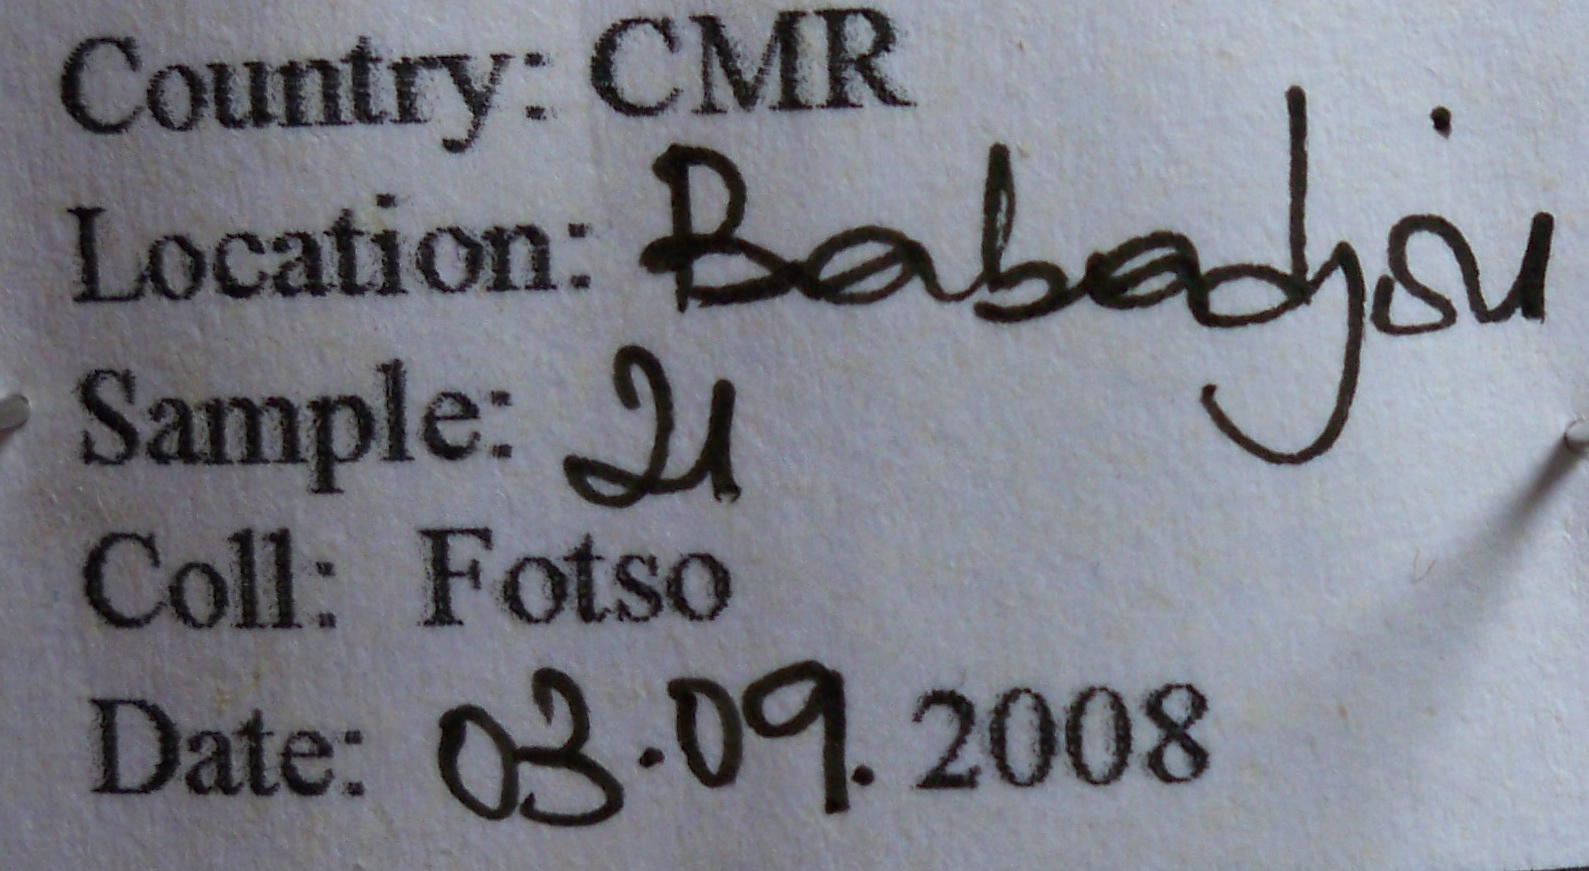 Country: CMR
Location: Babadjou
Sample: 21
Coll: Fotso
Date: 03.09.2008